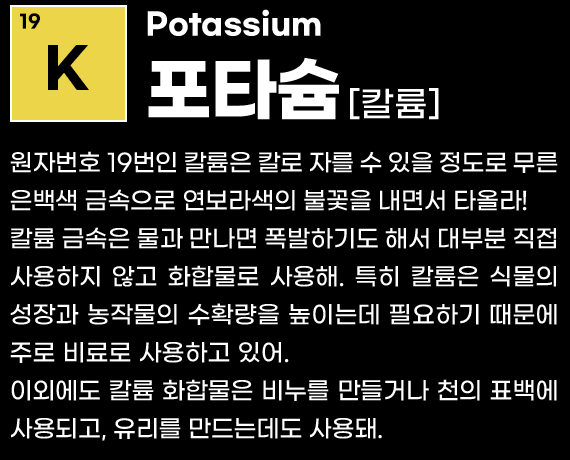 19
K
Potassium
포타슘 [칼륨]
원자번호 19번인 칼륨은 칼로 자를 수 있을 정도로 무른
은백색 금속으로 연보라색의 불꽃을 내면서 타올라!
칼륨 금속은 물과 만나면 폭발하기도 해서 대부분 직접
사용하지 않고 화합물로 사용해. 특히 칼륨은 식물의
성장과 농작물의 수확량을 높이는데 필요하기 때문에
주로 비료로 사용하고 있어.
이외에도 칼륨 화합물은 비누를 만들거나 천의 표백에
사용되고, 유리를 만드는데도 사용돼.